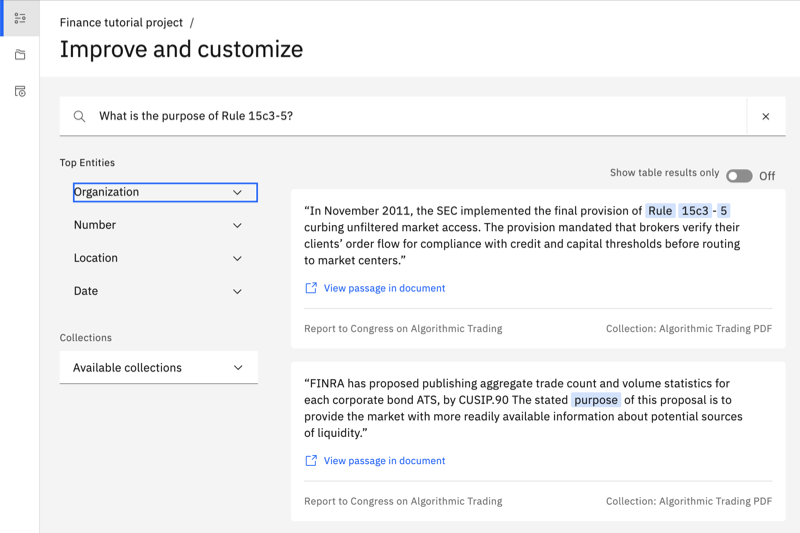 Finance tutorial project /
Improve and customize
What is the purpose of Rule 15c3-5?
Top Entities
Show table results only Off
Organization
Number
Location
Date
Collections
Available collections
“In November 2011, the SEC implemented the final provision of Rule 15c3-5
curbing unfiltered market access. The provision mandated that brokers verify their
clients’ order flow for compliance with credit and capital thresholds before routing
to market centers.”
View passage in document
Report to Congress on Algorithmic Trading Collection: Algorithmic Trading PDF
“FINRA has proposed publishing aggregate trade count and volume statistics for
each corporate bond ATS, by CUSIP.90 The stated purpose of this proposal is to
provide the market with more readily available information about potential sources
of liquidity.”
View passage in document
Report to Congress on Algorithmic Trading Collection: Algorithmic Trading PDF